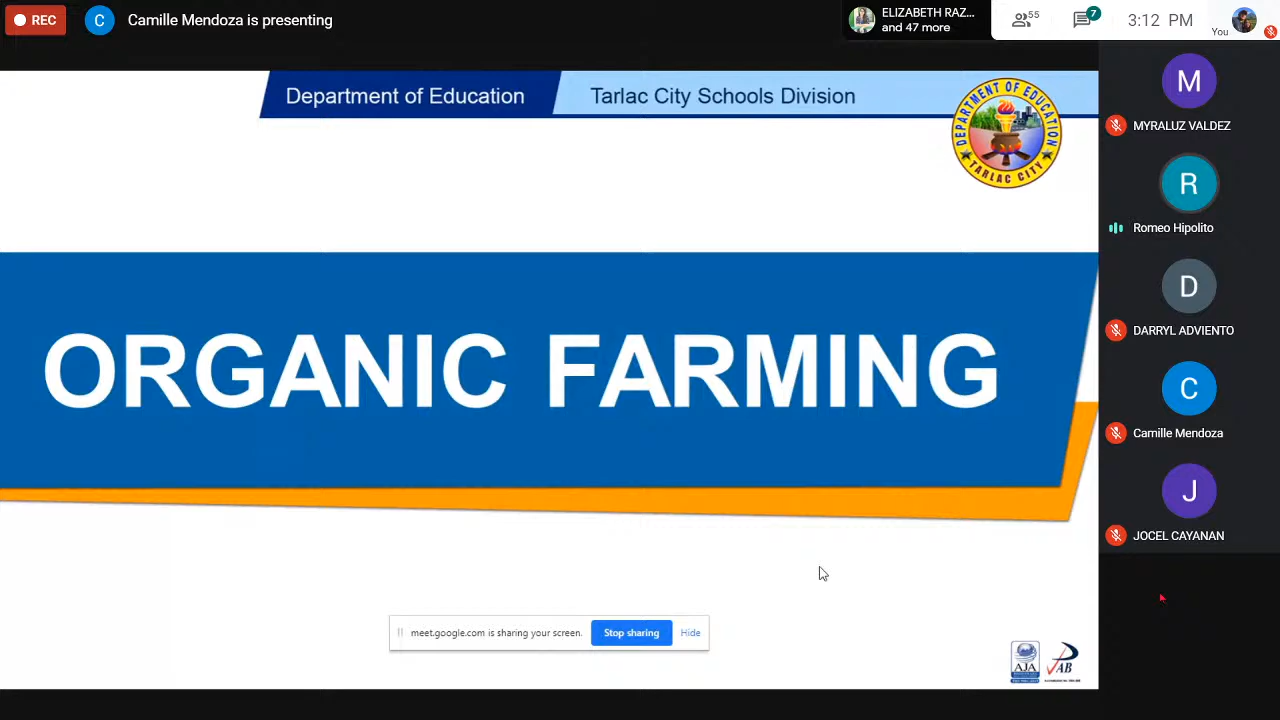 REC
C
Camille Mendoza is presenting
ELIZABETH RAZ...
and 47 more
55
7
3:12 PM
You
Department of Education
Tarlac City Schools Division
DEPARTMENT OF EDUCATION
TARLAC CITY
ORGANIC FARMING
M
MYRALUZ VALDEZ
R
Romeo Hipolito
D
DARRYL ADVIENTO
C
Camille Mendoza
J
JOCEL CAYANAN
meet.google.com is sharing your screen.
Stop sharing
Hide
AJA
PAB